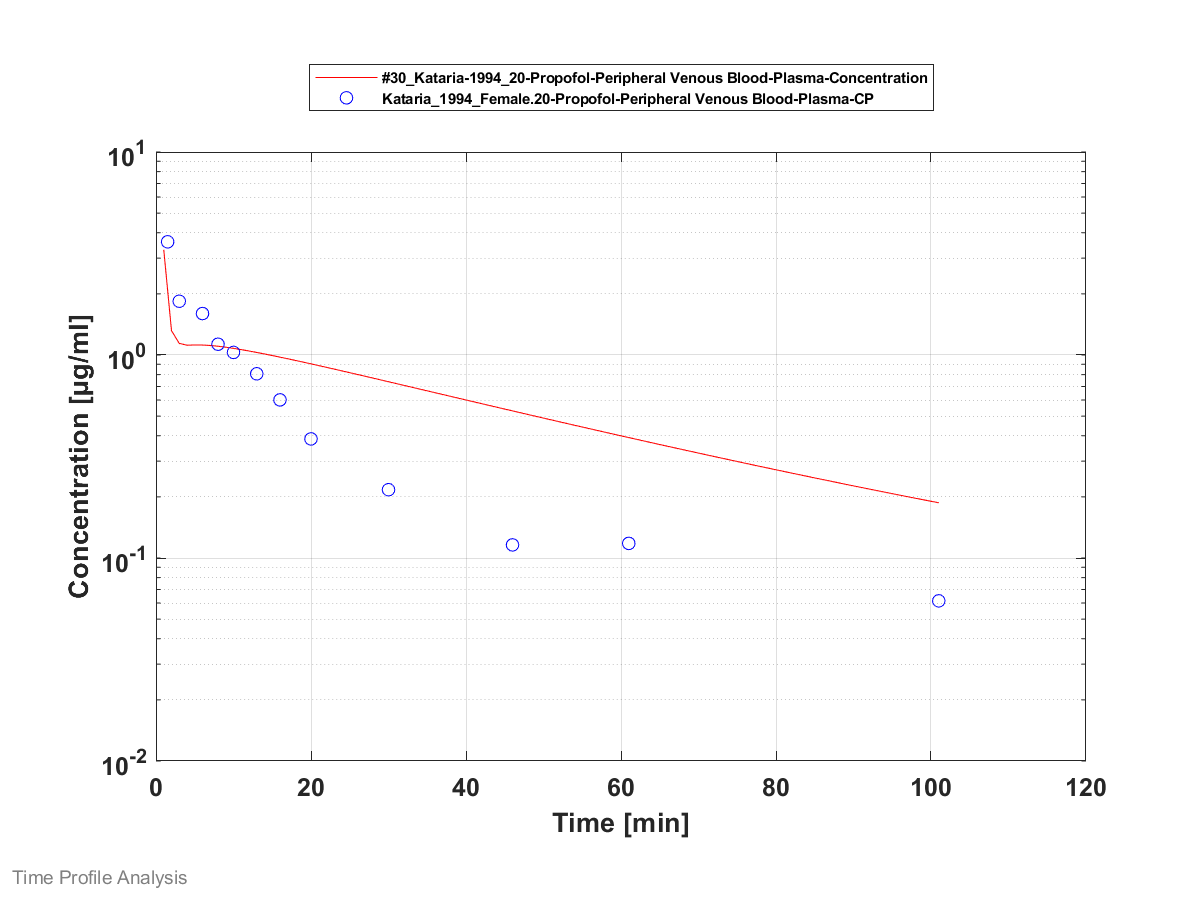 #30_Kataria-1994_20-Propofol-Peripheral Venous Blood-Plasma-Concentration
Kataria_1994_Female.20-Propofol-Peripheral Venous Blood-Plasma-CP
10^1
10^0
10^-1
10^-2
Concentration [µg/ml]
0 20 40 60 80 100 120
Time [min]
Time Profile Analysis